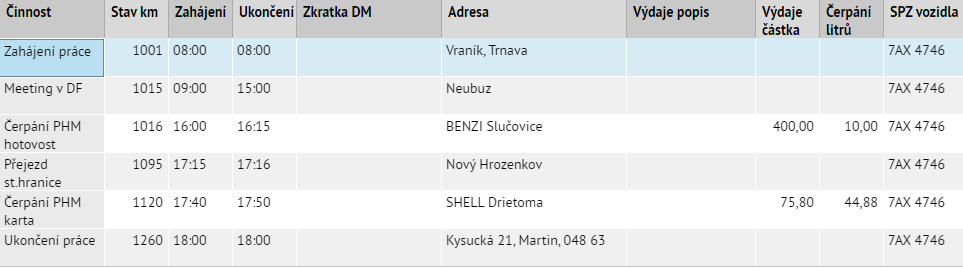 Činnost Stav km Zahájení Ukončení Zkratka DM Adresa Výdaje popis Výdaje částka Čerpání litrů SPZ vozidla
Zahájení práce 1001 08:00 08:00 Vraník, Trnava 7AX 4746
Meeting v DF 1015 09:00 15:00 Neubuz 7AX 4746
Čerpání PHM hotovost 1016 16:00 16:15 BENZI Slučovice 400,00 10,00 7AX 4746
Přejezd st.hranice 1095 17:15 17:16 Nový Hrozenkov 7AX 4746
Čerpání PHM karta 1120 17:40 17:50 SHELL Drietoma 75,80 44,88 7AX 4746
Ukončení práce 1260 18:00 18:00 Kysucká 21, Martin, 048 63 7AX 4746